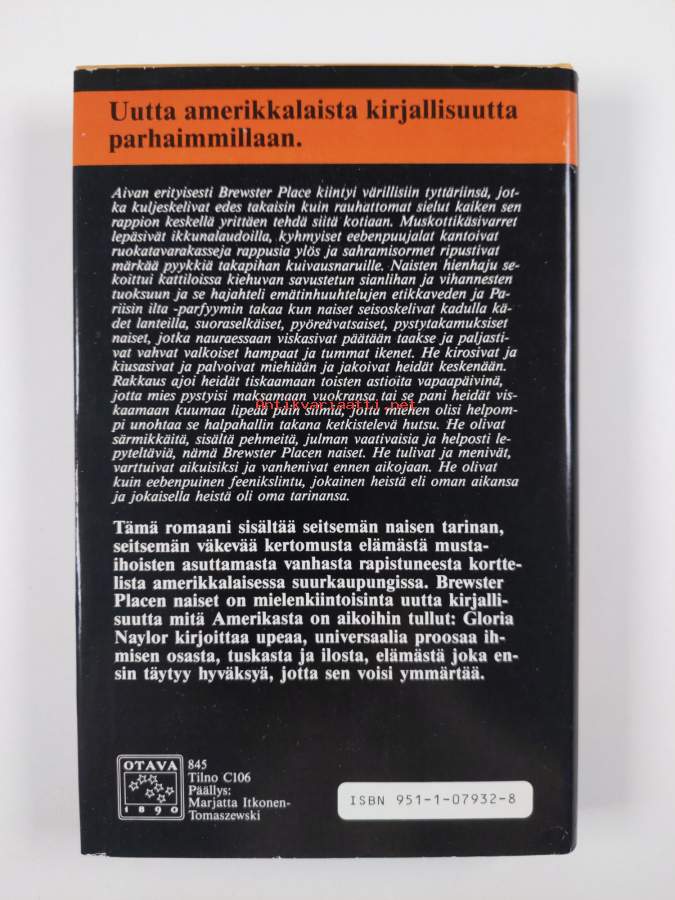 Uutta amerikkalaista kirjallisuutta
parhaimmillaan.
Aivan erityisesti Brewster Place kiintyi värillisiin tyttäriinsä, jot-
ka kuljeskelivat edes takaisin kuin rauhattomat sielut kaiken sen
rappion keskellä yrittäen tehdä siitä kotiaan. Muskottikäsivarret
lepäsivät ikkunalaudoilla, kyhmyiset eebenpuujalat kantoivat
ruokatavarakasseja rappusia ylös ja sahramisormet ripustivat
märkää pyykkiä takapihan kuivausnaruille. Naisten hienhaju se-
koittui kattiloissa kiehuvan savustetun sianlihan ja vihannesten
tuoksuun ja se hajahteli emätinhuuhtelujen etikkaveden ja Pa-
riisin ilta -parfyymin takaa kun naiset seisoskelivat kadulla kä-
det lanteilla, suoraselkäiset, pyöreävatsaiset, pystytakamuksiset
naiset, jotka nauraessaan viskasivat päätään taakse ja paljasti-
vat vahvat valkoiset hampaat ja tummat ikenet. He kirosivat ja
kiusasivat ja palvoivat miehiään ja jakoivat heidät keskenään.
Rakkaus ajoi heidät tiskaamaan toisten astioita vapaapäivinä,
jotta mies pystyisi maksamaan vuokransa, ja se pani heidät vis-
kaamaan kuumaa lipeää päin silmiä, jotta miehen olisi helpom-
pi unohtaa se halpahallin takana ketkistelevä hutsu. He olivat
särmikkäitä, sisältä pehmeitä, julman vaativaisia ja helposti le-
pyteltäviä, nämä Brewster Placen naiset. He tulivat ja menivät,
varttuivat aikuisiksi ja vanhenivat ennen aikojaan. He olivat
kuin eebenpuinen feenikslintu, jokainen heistä eli oman aikansa
ja jokaisella heistä oli oma tarinansa.
Antikvariaatti.net
Tämä romaani sisältää seitsemän naisen tarinan,
seitsemän väkevää kertomusta elämästä musta-
ihoisten asuttamasta vanhasta rapistuneesta kortte-
lista amerikkalaisessa suurkaupungissa. Brewster
Placen naiset on mielenkiintoisinta uutta kirjalli-
suutta mitä Amerikasta on aikoihin tullut: Gloria
Naylor kirjoittaa upeaa, universaalia proosaa ih-
misen osasta, tuskasta ja ilosta, elämästä joka en-
sin täytyy hyväksyä, jotta sen voisi ymmärtää.
OTAVA
1890
845
Tilno C106
Päällys:
Marjatta Itkonen-
Tomaszewski
ISBN 951-1-07932-8